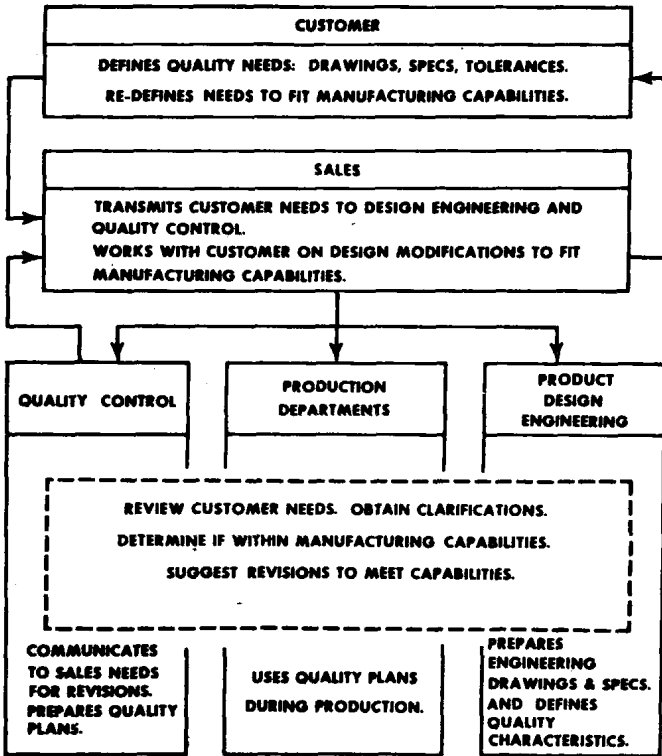 CUSTOMER
DEFINES QUALITY NEEDS: DRAWINGS, SPECS, TOLERANCES.
RE-DEFINES NEEDS TO FIT MANUFACTURING CAPABILITIES.
SALES
TRANSMITS CUSTOMER NEEDS TO DESIGN ENGINEERING AND
QUALITY CONTROL.
WORKS WITH CUSTOMER ON DESIGN MODIFICATIONS TO FIT
MANUFACTURING CAPABILITIES.
QUALITY CONTROL
PRODUCTION
DEPARTMENTS
PRODUCT
DESIGN
ENGINEERING
REVIEW CUSTOMER NEEDS. OBTAIN CLARIFICATIONS.
DETERMINE IF WITHIN MANUFACTURING CAPABILITIES.
SUGGEST REVISIONS TO MEET CAPABILITIES.
COMMUNICATES
TO SALES NEEDS
FOR REVISIONS.
PREPARES QUALITY
PLANS.
USES QUALITY PLANS
DURING PRODUCTION.
PREPARES
ENGINEERING
DRAWINGS & SPECS.
AND DEFINES
QUALITY
CHARACTERISTICS.